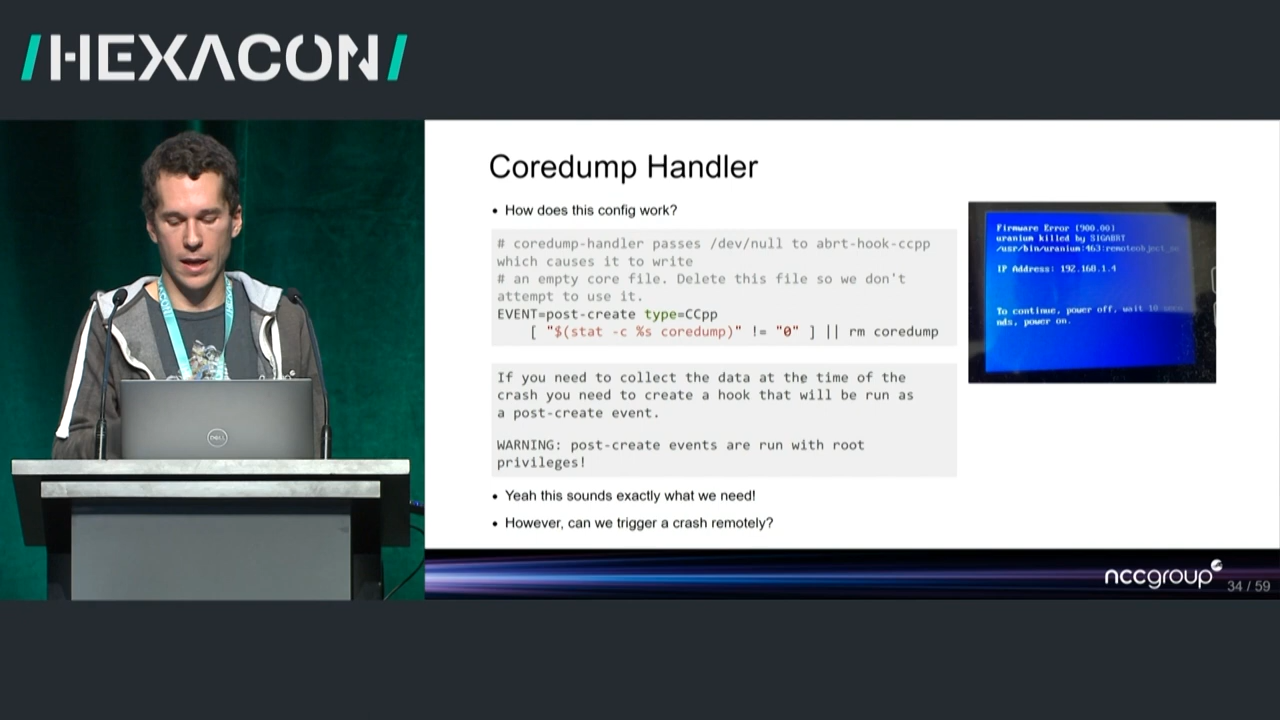 /HEXACON/
Coredump Handler
• How does this config work?
# coredump-handler passes /dev/null to abrt-hook-ccpp
which causes it to write
# an empty core file. Delete this file so we don't
attempt to use it.
EVENT=post-create type=CCpp
[ "$(stat -c %s coredump)" != "0" ] || rm coredump
If you need to collect the data at the time of the
crash you need to create a hook that will be run as
a post-create event.
WARNING: post-create events are run with root
privileges!
• Yeah this sounds exactly what we need!
• However, can we trigger a crash remotely?
Firmware Error (900.00)
uranium killed by SIGABRT
/usr/bin/uranium:463:remoteobject
IP Address: 192.168.1.4
To continue, power off, wait 10
nds, power on.
DELL
nccgroup
34 / 59